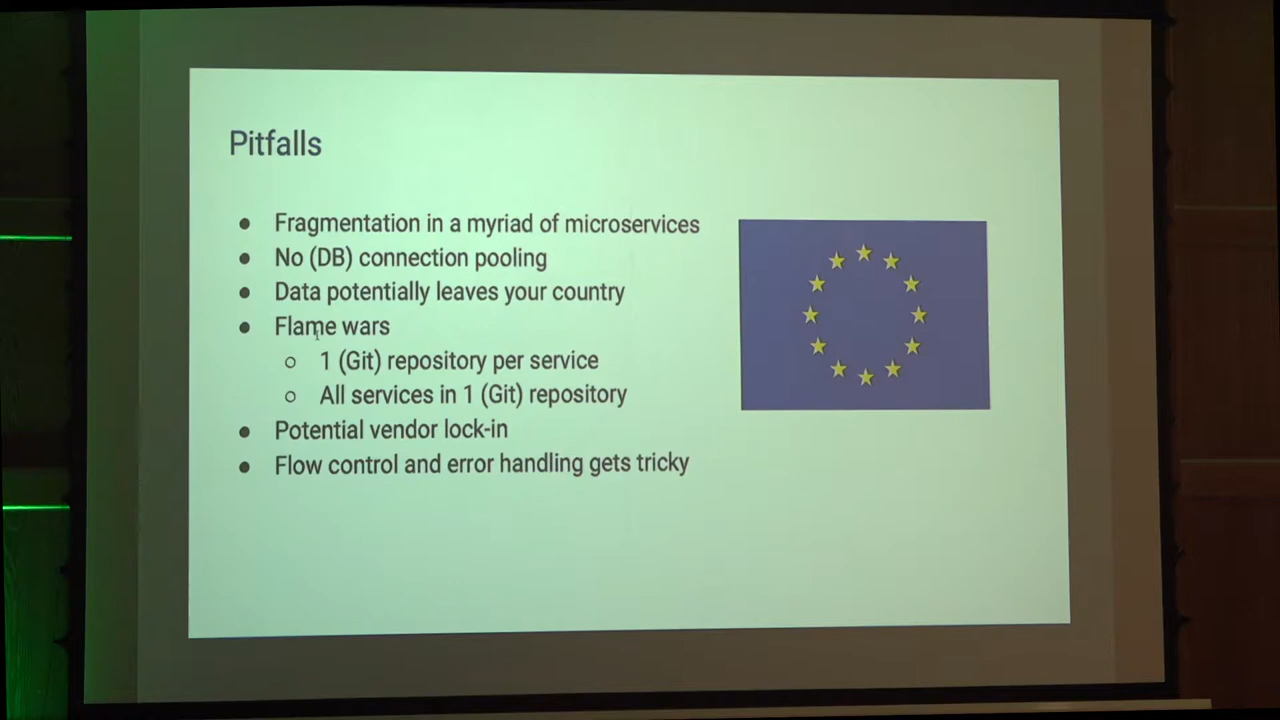 Pitfalls
● Fragmentation in a myriad of microservices
● No (DB) connection pooling
● Data potentially leaves your country
● Flame wars
○ 1 (Git) repository per service
○ All services in 1 (Git) repository
● Potential vendor lock-in
● Flow control and error handling gets tricky